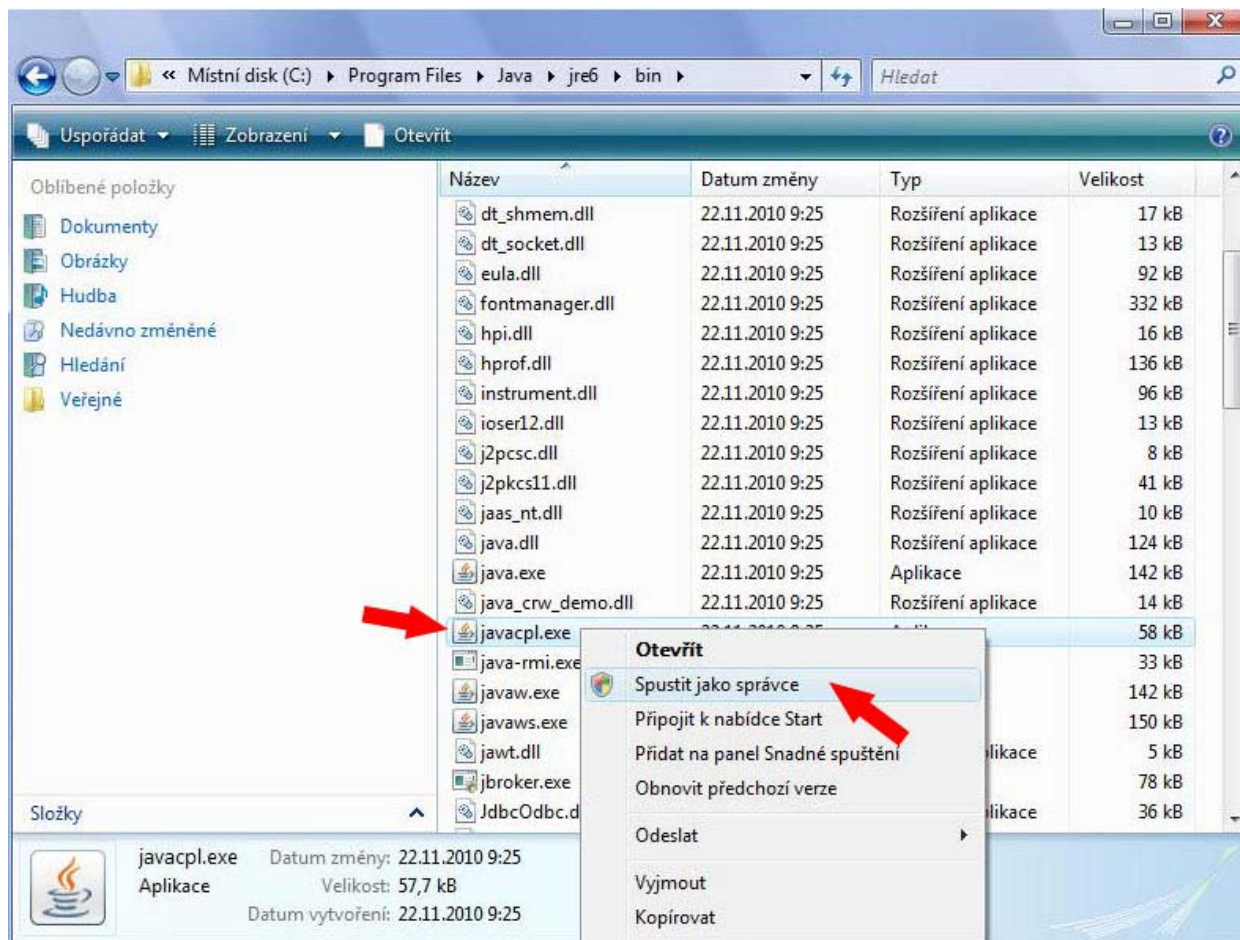 « Místní disk (C:) Program Files Java jre6 bin Hledat
Uspořádat Zobrazení Otevřít
Oblíbené položky
Dokumenty
Obrázky
Hudba
Nedávno změněné
Hledání
Veřejné
Složky
Název Datum změny Typ Velikost
dt_shmem.dll 22.11.2010 9:25 Rozšíření aplikace 17 kB
dt_socket.dll 22.11.2010 9:25 Rozšíření aplikace 13 kB
eula.dll 22.11.2010 9:25 Rozšíření aplikace 92 kB
fontmanager.dll 22.11.2010 9:25 Rozšíření aplikace 332 kB
hpi.dll 22.11.2010 9:25 Rozšíření aplikace 16 kB
hprof.dll 22.11.2010 9:25 Rozšíření aplikace 136 kB
instrument.dll 22.11.2010 9:25 Rozšíření aplikace 96 kB
ioser12.dll 22.11.2010 9:25 Rozšíření aplikace 13 kB
j2pcsc.dll 22.11.2010 9:25 Rozšíření aplikace 8 kB
j2pkcs11.dll 22.11.2010 9:25 Rozšíření aplikace 41 kB
jaas_nt.dll 22.11.2010 9:25 Rozšíření aplikace 10 kB
java.dll 22.11.2010 9:25 Rozšíření aplikace 124 kB
java.exe 22.11.2010 9:25 Aplikace 142 kB
java_crw_demo.dll 22.11.2010 9:25 Rozšíření aplikace 14 kB
javacpl.exe 58 kB
java-rmi.exe 33 kB
javaw.exe 142 kB
javaws.exe 150 kB
jawt.dll likace 5 kB
jbroker.exe 78 kB
JdbcOdbc.d likace 36 kB
Otevřít
Spustit jako správce
Připojit k nabídce Start
Přidat na panel Snadné spuštění
Obnovit předchozí verze
Odeslat
Vyjmout
Kopírovat
javacpl.exe Datum změny: 22.11.2010 9:25
Aplikace Velikost: 57,7 kB
Datum vytvoření: 22.11.2010 9:25